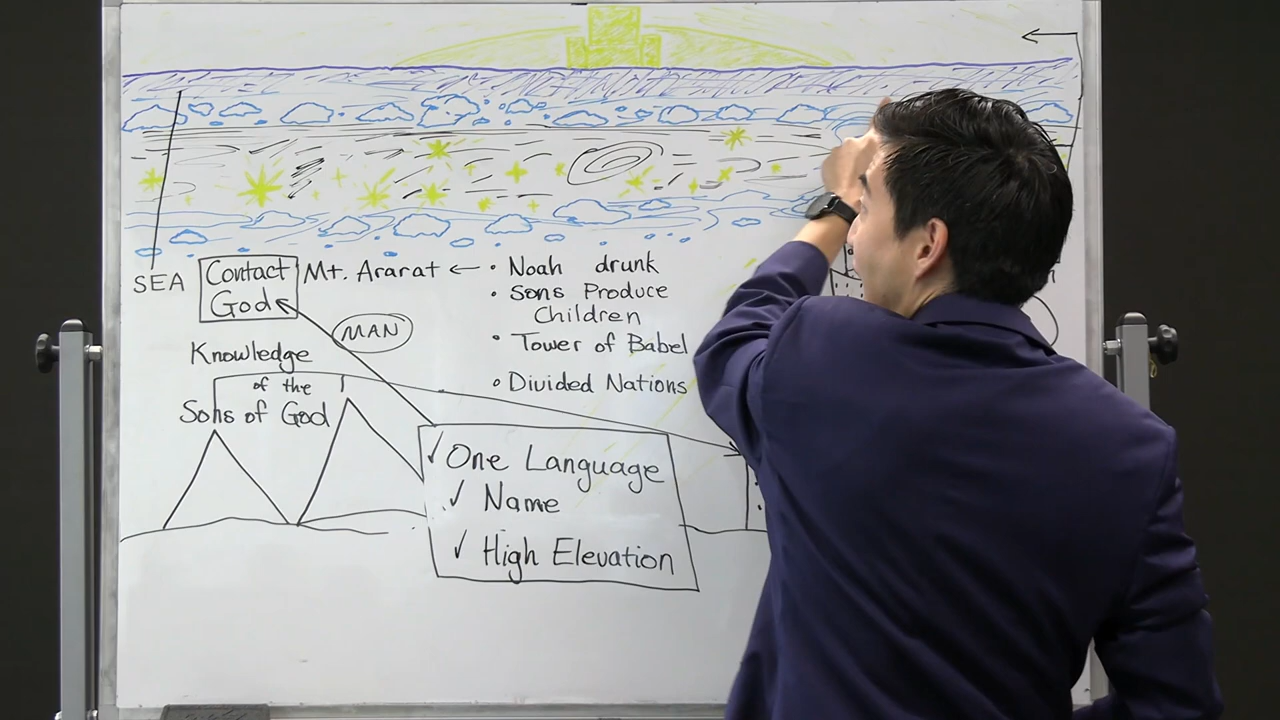 SEA
Contact
God
Mt. Ararat ←
• Noah drunk
• Sons Produce
Children
• Tower of Babel
• Divided Nations
MAN
Knowledge
of the
Sons of God
✓ One Language
✓ Name
✓ High Elevation